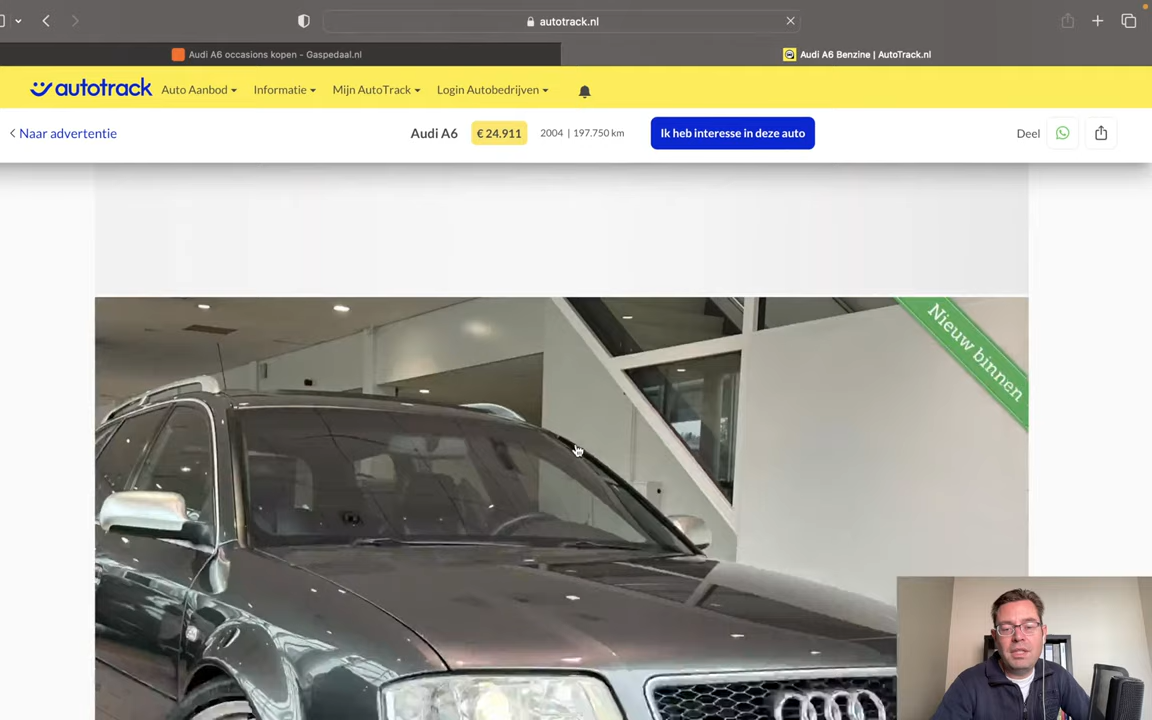 autotrack.nl
Audi A6 occasions kopen - Gaspedaal.nl
Audi A6 Benzine | AutoTrack.nl
autotrack
Auto Aanbod
Informatie
Mijn AutoTrack
Login Autobedrijven
Naar advertentie
Audi A6
€ 24.911
2004 | 197.750 km
Ik heb interesse in deze auto
Deel
Nieuw binnen